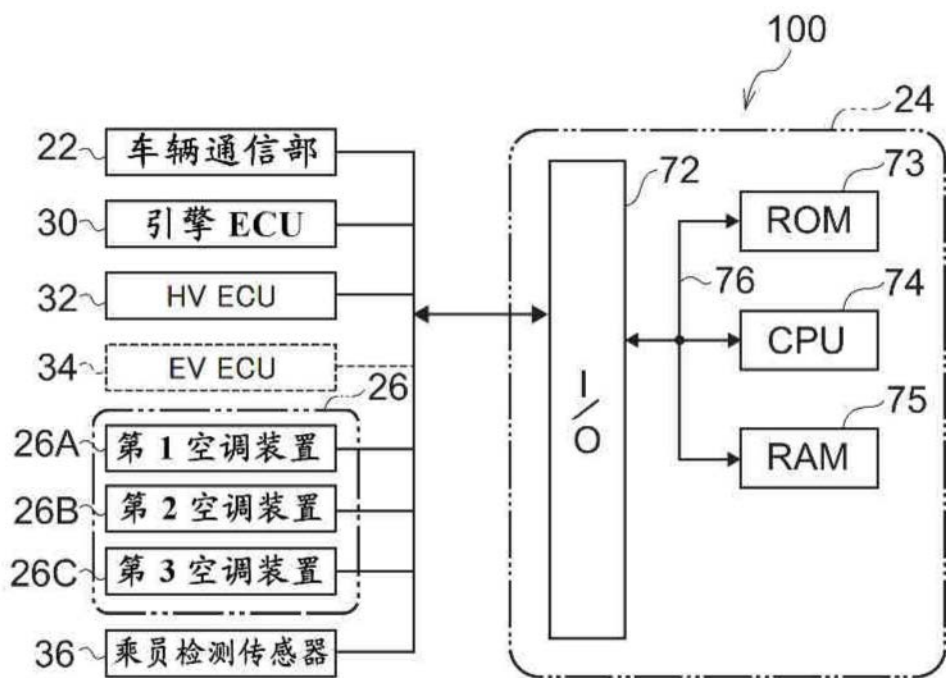 100
22 车辆通信部
30 引擎 ECU
32 HV ECU
34 EV ECU
26
26A 第 1 空调装置
26B 第 2 空调装置
26C 第 3 空调装置
36 乘员检测传感器
24
72
I/O
73
ROM
76
74
CPU
75
RAM